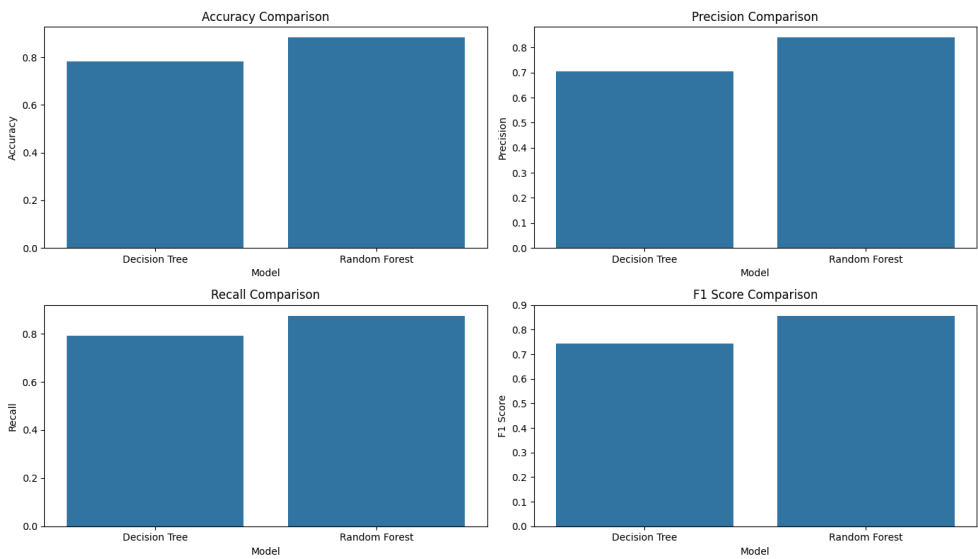 Accuracy Comparison
Accuracy
0.8
0.6
0.4
0.2
0.0
Decision Tree
Random Forest
Model
Precision Comparison
Precision
0.8
0.7
0.6
0.5
0.4
0.3
0.2
0.1
0.0
Decision Tree
Random Forest
Model
Recall Comparison
Recall
0.8
0.6
0.4
0.2
0.0
Decision Tree
Random Forest
Model
F1 Score Comparison
F1 Score
0.9
0.8
0.7
0.6
0.5
0.4
0.3
0.2
0.1
0.0
Decision Tree
Random Forest
Model